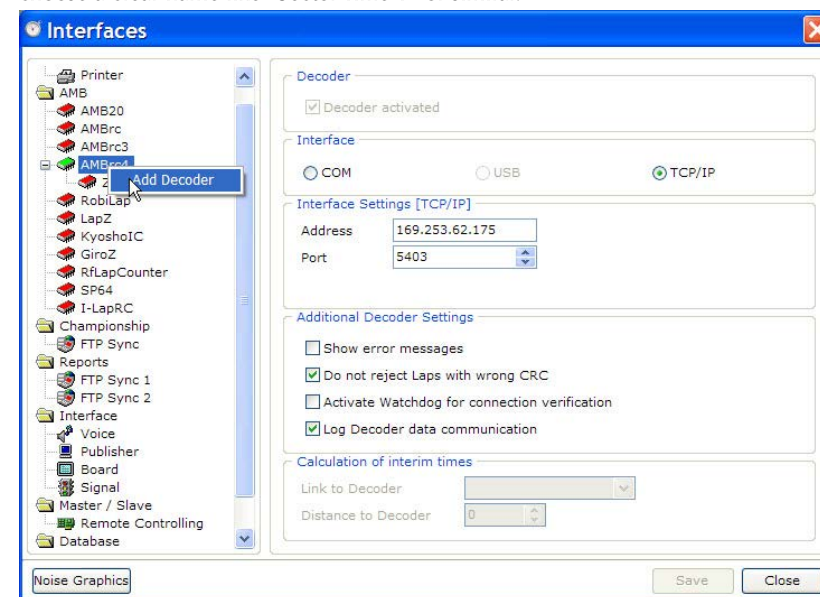 Interfaces
Printer
AMB
AMB20
AMBrc
AMBrc3
AMBrc4
Add Decoder
RobiLap
LapZ
KyoshoIC
GiroZ
RfLapCounter
SP64
I-LapRC
Championship
FTP Sync
Reports
FTP Sync 1
FTP Sync 2
Interface
Voice
Publisher
Board
Signal
Master / Slave
Remote Controlling
Database
Decoder
Decoder activated
Interface
COM USB TCP/IP
Interface Settings [TCP/IP]
Address 169.253.62.175
Port 5403
Additional Decoder Settings
Show error messages
Do not reject Laps with wrong CRC
Activate Watchdog for connection verification
Log Decoder data communication
Calculation of interim times
Link to Decoder
Distance to Decoder 0
Noise Graphics Save Close